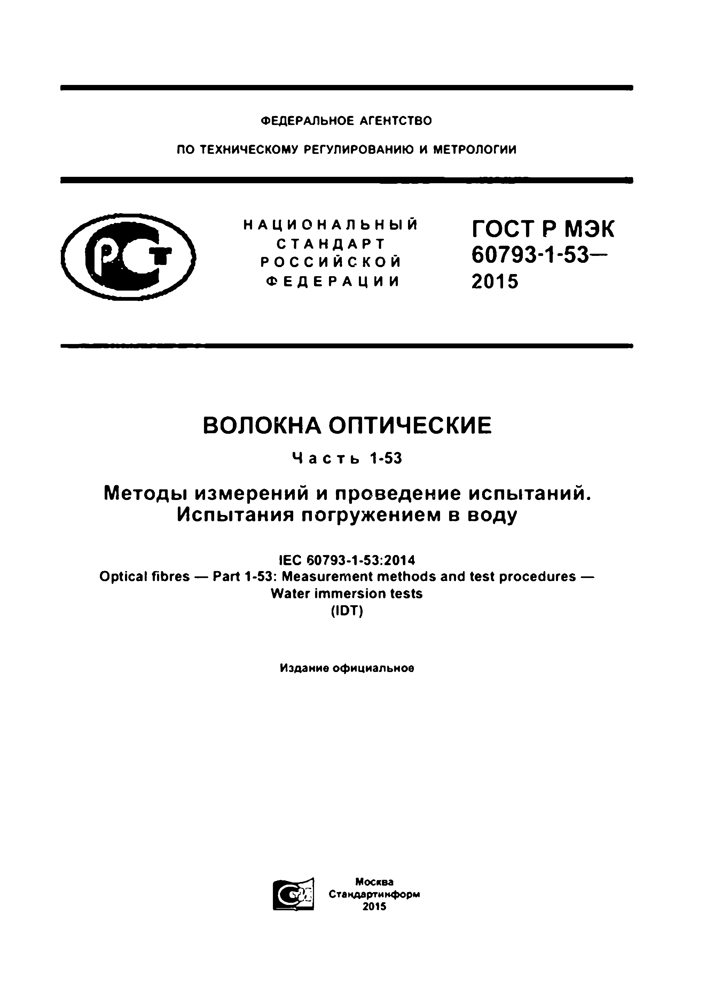 ФЕДЕРАЛЬНОЕ АГЕНТСТВО
ПО ТЕХНИЧЕСКОМУ РЕГУЛИРОВАНИЮ И МЕТРОЛОГИИ
РСТ
НАЦИОНАЛЬНЫЙ
СТАНДАРТ
РОССИЙСКОЙ
ФЕДЕРАЦИИ
ГОСТ Р МЭК
60793-1-53—
2015
ВОЛОКНА ОПТИЧЕСКИЕ
Часть 1-53
Методы измерений и проведение испытаний.
Испытания погружением в воду
IEC 60793-1-53:2014
Optical fibres — Part 1-53: Measurement methods and test procedures —
Water immersion tests
(IDT)
Издание официальное
Москва
Стандартинформ
2015